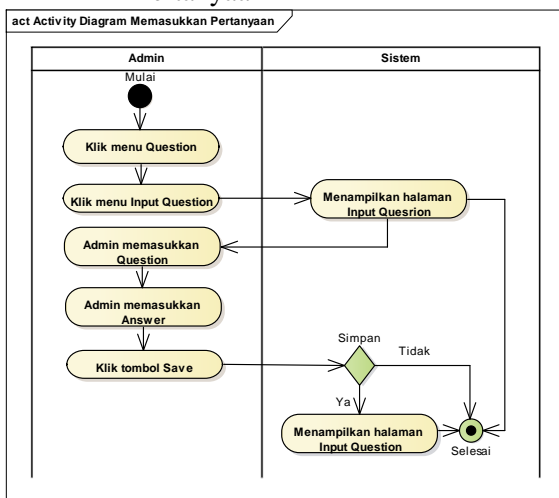 act Activity Diagram Memasukkan Pertanyaan
Admin
Sistem
Mulai
Klik menu Question
Klik menu Input Question
Menampilkan halaman
Input Quesrion
Admin memasukkan
Question
Admin memasukkan
Answer
Klik tombol Save
Simpan
Tidak
Ya
Menampilkan halaman
Input Question
Selesai